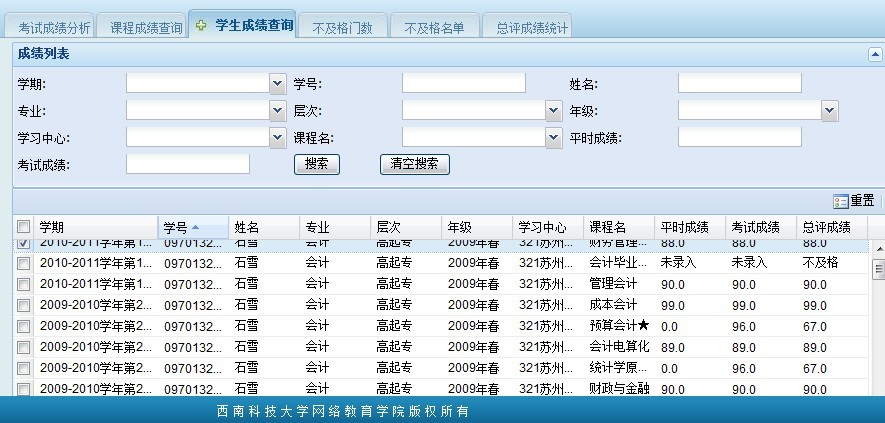 考试成绩分析 课程成绩查询 学生成绩查询 不及格门数 不及格名单 总评成绩统计
成绩列表
学期: 学号: 姓名:
专业: 层次: 年级:
学习中心: 课程名: 平时成绩:
考试成绩: 搜索 清空搜索
重置
学期 学号 姓名 专业 层次 年级 学习中心 课程名 平时成绩 考试成绩 总评成绩
2010-2011学年第1... 0970132... 石雪 会计 高起专 2009年春 321苏州... 财务管理... 88.0 88.0 88.0
2010-2011学年第1... 0970132... 石雪 会计 高起专 2009年春 321苏州... 会计毕业... 未录入 未录入 不及格
2010-2011学年第1... 0970132... 石雪 会计 高起专 2009年春 321苏州... 管理会计 90.0 90.0 90.0
2009-2010学年第2... 0970132... 石雪 会计 高起专 2009年春 321苏州... 成本会计 99.0 99.0 99.0
2009-2010学年第2... 0970132... 石雪 会计 高起专 2009年春 321苏州... 预算会计★ 0.0 96.0 67.0
2009-2010学年第2... 0970132... 石雪 会计 高起专 2009年春 321苏州... 会计电算化 89.0 89.0 89.0
2009-2010学年第2... 0970132... 石雪 会计 高起专 2009年春 321苏州... 统计学原... 0.0 96.0 67.0
2009-2010学年第2... 0970132... 石雪 会计 高起专 2009年春 321苏州... 财政与金融 90.0 90.0 90.0
西南科技大学网络教育学院版权所有